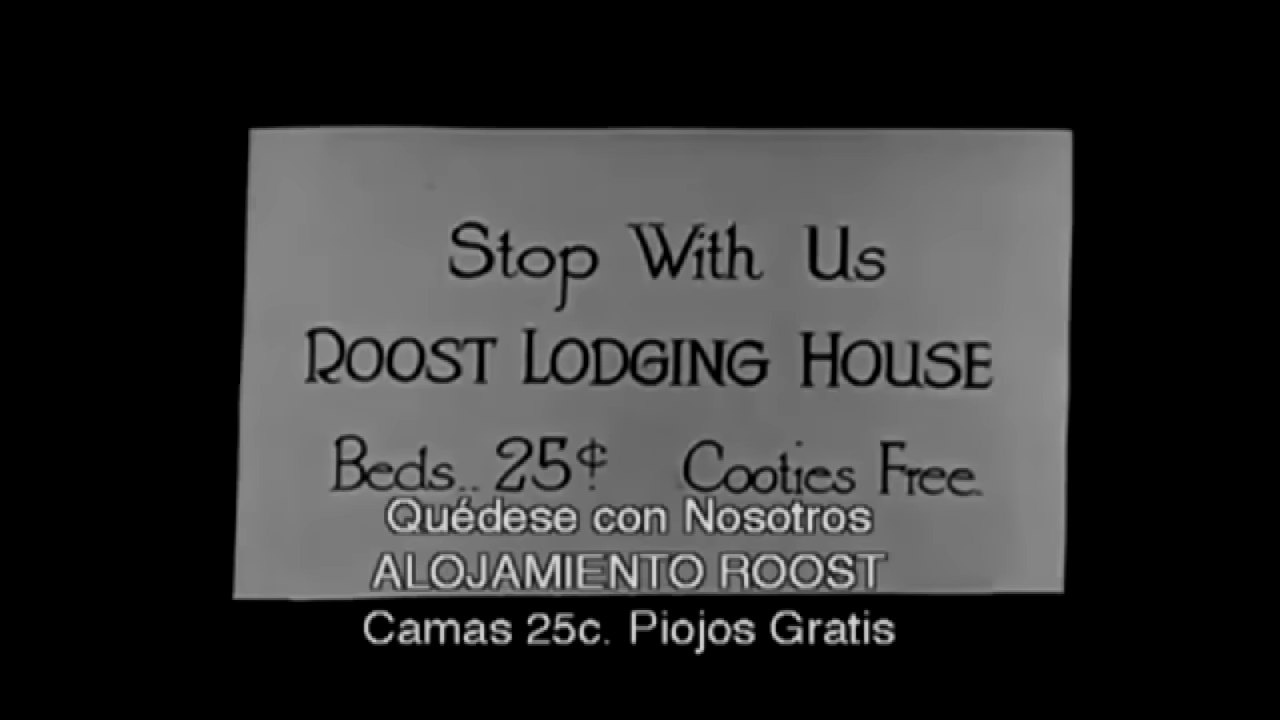 Stop With Us
ROOST LODGING HOUSE
Beds.. 25¢ Cooties Free.
Quédese con Nosotros
ALOJAMIENTO ROOST
Camas 25c. Piojos Gratis